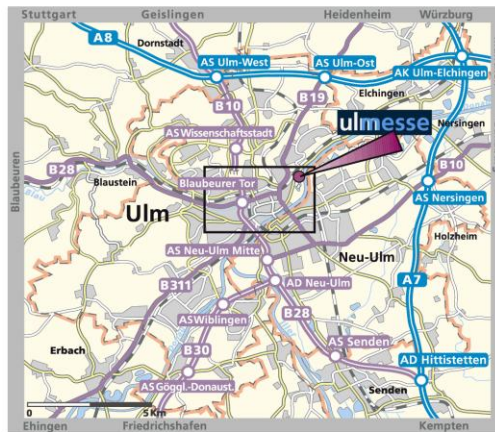 Stuttgart
Geislingen
Heidenheim
Würzburg
A8
Dornstadt
AS Ulm-West
AS Ulm-Ost
AK Ulm-Elchingen
Elchingen
B10
B19
ulmesse
Nersingen
AS Wissenschaftsstadt
B10
B28
Blaustein
Blaubeurer Tor
AS Nersingen
Blaubeuren
Ulm
Holzheim
AS Neu-Ulm Mitte
Neu-Ulm
B311
AD Neu-Ulm
A7
AS Wiblingen
B28
Erbach
B30
AS Senden
AD Hittistetten
AS Göggl.-Donaust.
Senden
0
5 Km
Ehingen
Friedrichshafen
Kempten